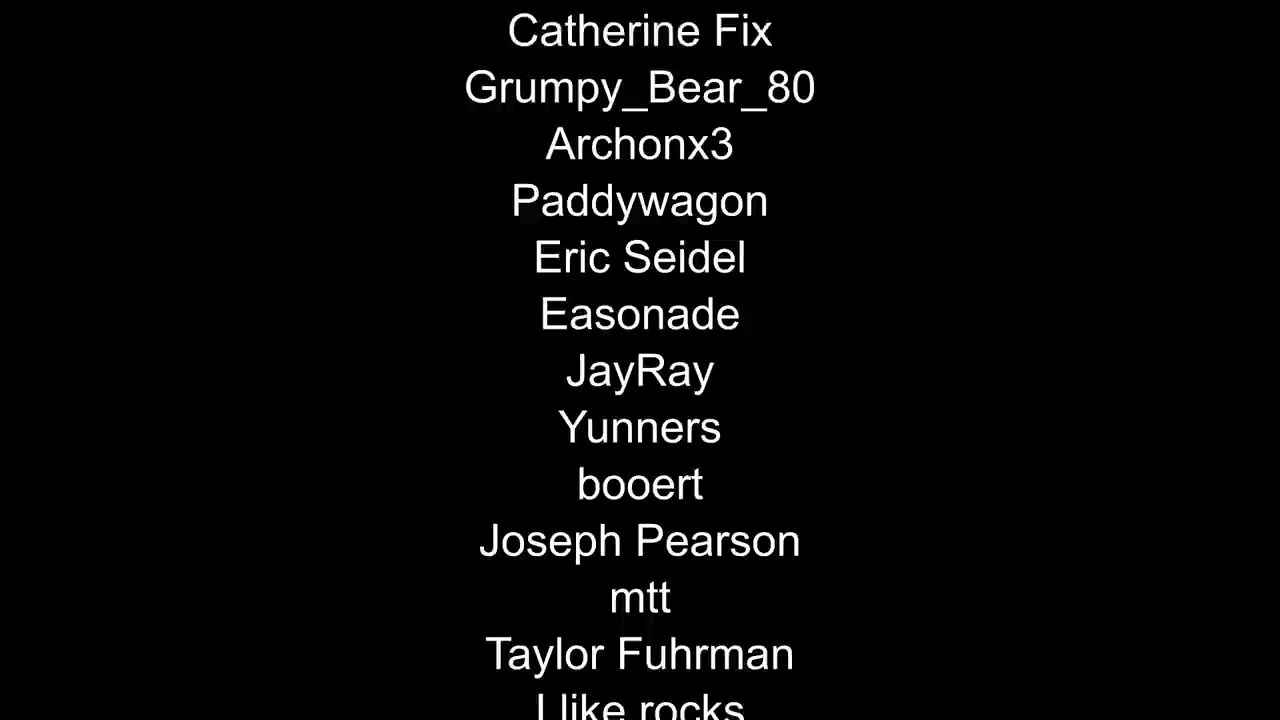 Catherine Fix
Grumpy_Bear_80
Archonx3
Paddywagon
Eric Seidel
Easonade
JayRay
Yunners
booert
Joseph Pearson
mtt
Taylor Fuhrman
I like rocks